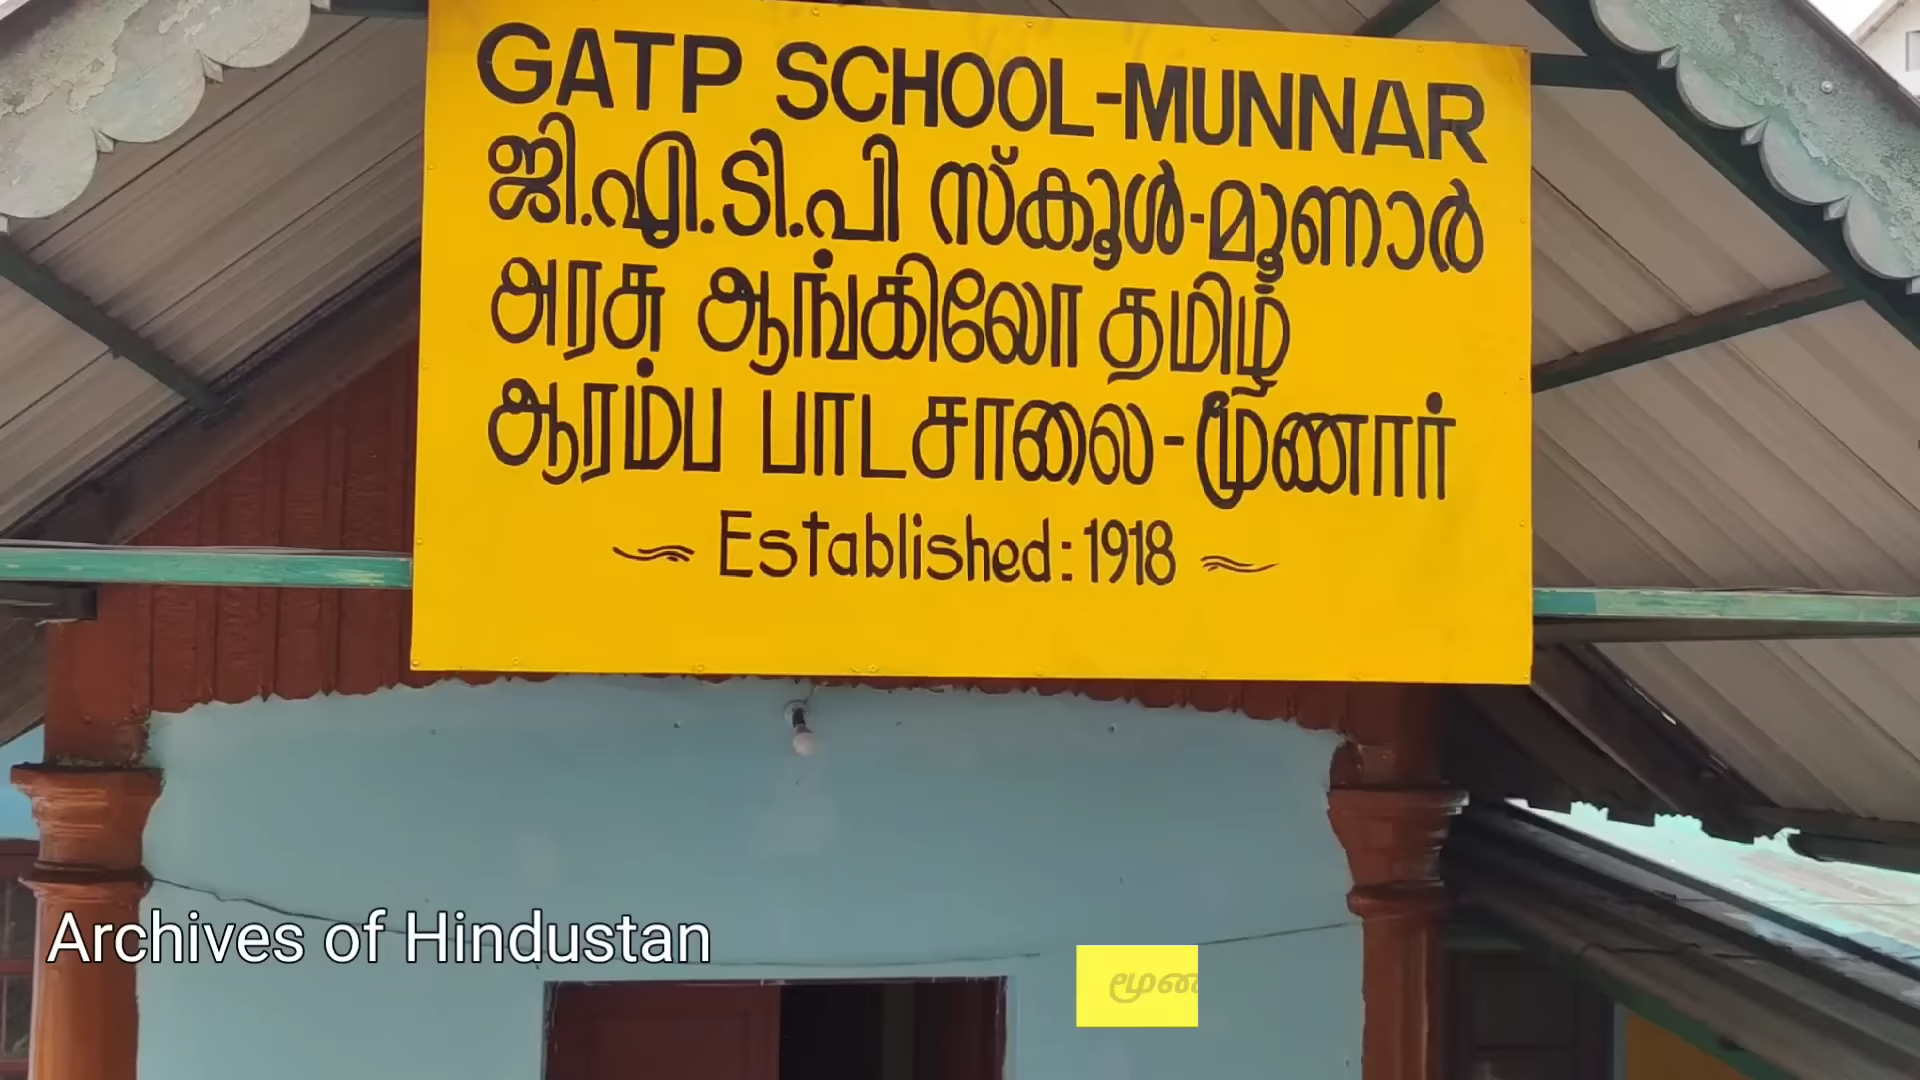 GATP SCHOOL-MUNNAR
ജി.എ.ടി.പി സ്കൂൾ-മൂണാർ
அரசு ஆங்கிலோ தமிழ்
ஆரம்ப பாடசாலை-மூணார்
Established: 1918
Archives of Hindustan